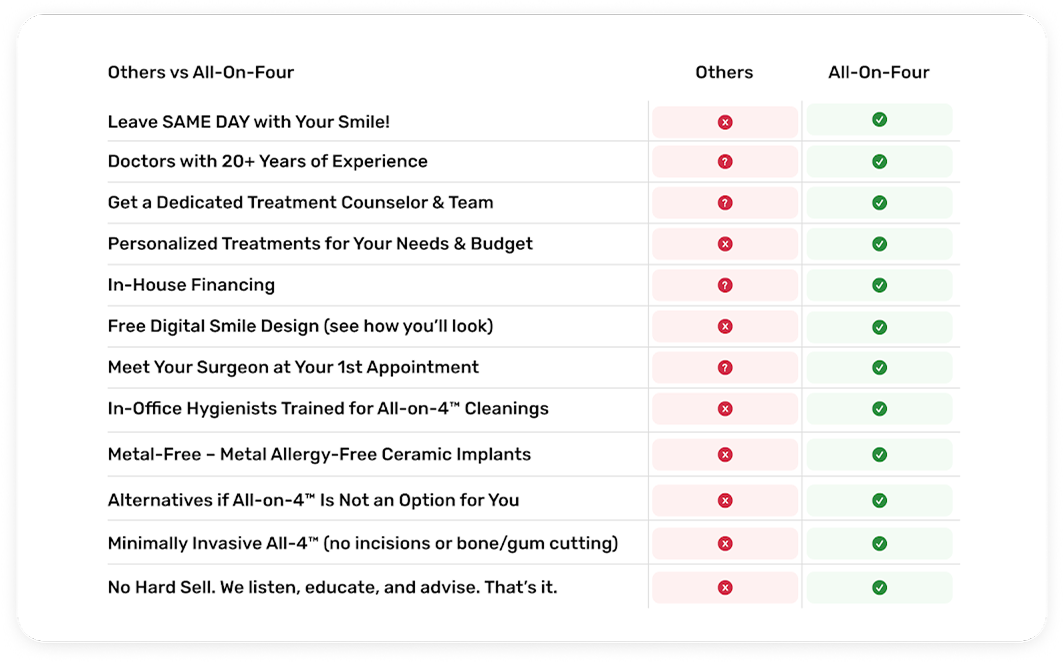 Others vs All-On-Four Others All-On-Four
Leave SAME DAY with Your Smile!
Doctors with 20+ Years of Experience ?
Get a Dedicated Treatment Counselor & Team ?
Personalized Treatments for Your Needs & Budget
In-House Financing ?
Free Digital Smile Design (see how you’ll look)
Meet Your Surgeon at Your 1st Appointment ?
In-Office Hygienists Trained for All-on-4™ Cleanings
Metal-Free – Metal Allergy-Free Ceramic Implants
Alternatives if All-on-4™ Is Not an Option for You
Minimally Invasive All-4™ (no incisions or bone/gum cutting)
No Hard Sell. We listen, educate, and advise. That’s it.